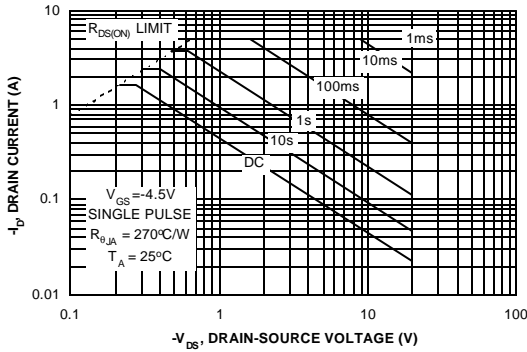 10
1
0.1
0.01
-I_D, DRAIN CURRENT (A)
R_DS(ON) LIMIT
1ms
10ms
100ms
1s
10s
DC
V_GS =-4.5V
SINGLE PULSE
R_θJA = 270°C/W
T_A = 25°C
0.1 1 10 100
-V_DS, DRAIN-SOURCE VOLTAGE (V)